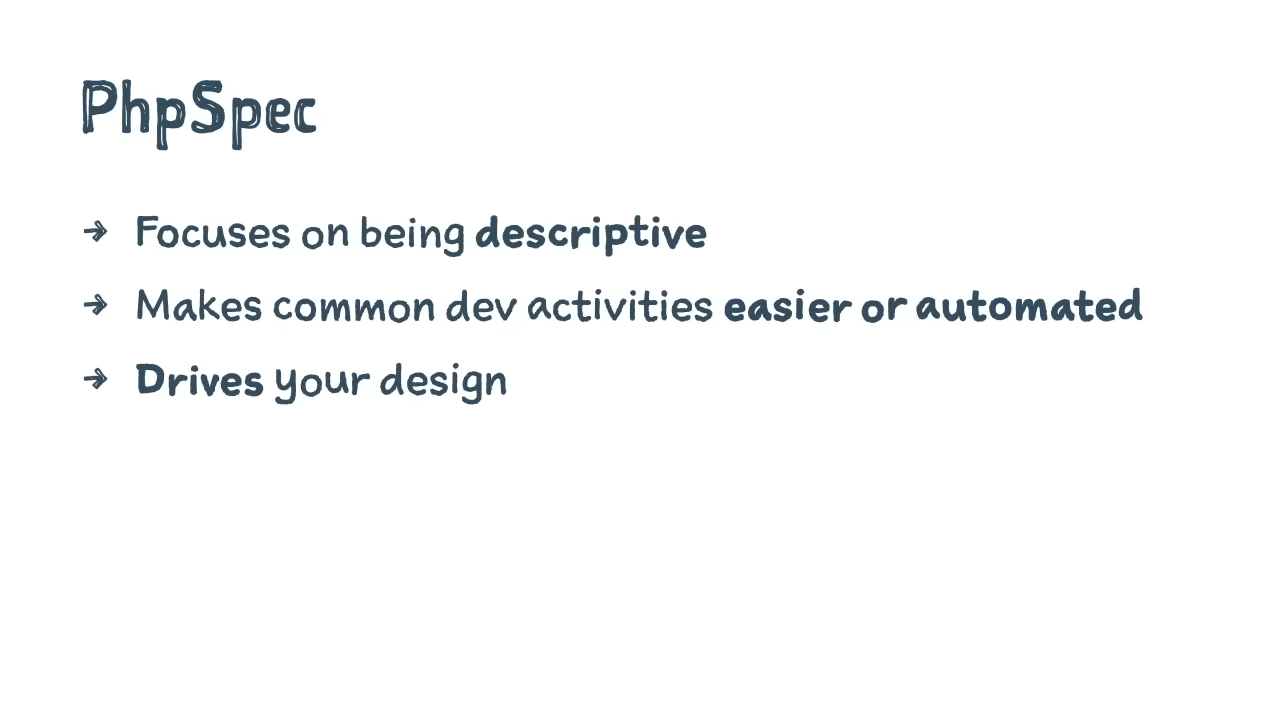 PhpSpec
→ Focuses on being descriptive
→ Makes common dev activities easier or automated
→ Drives your design